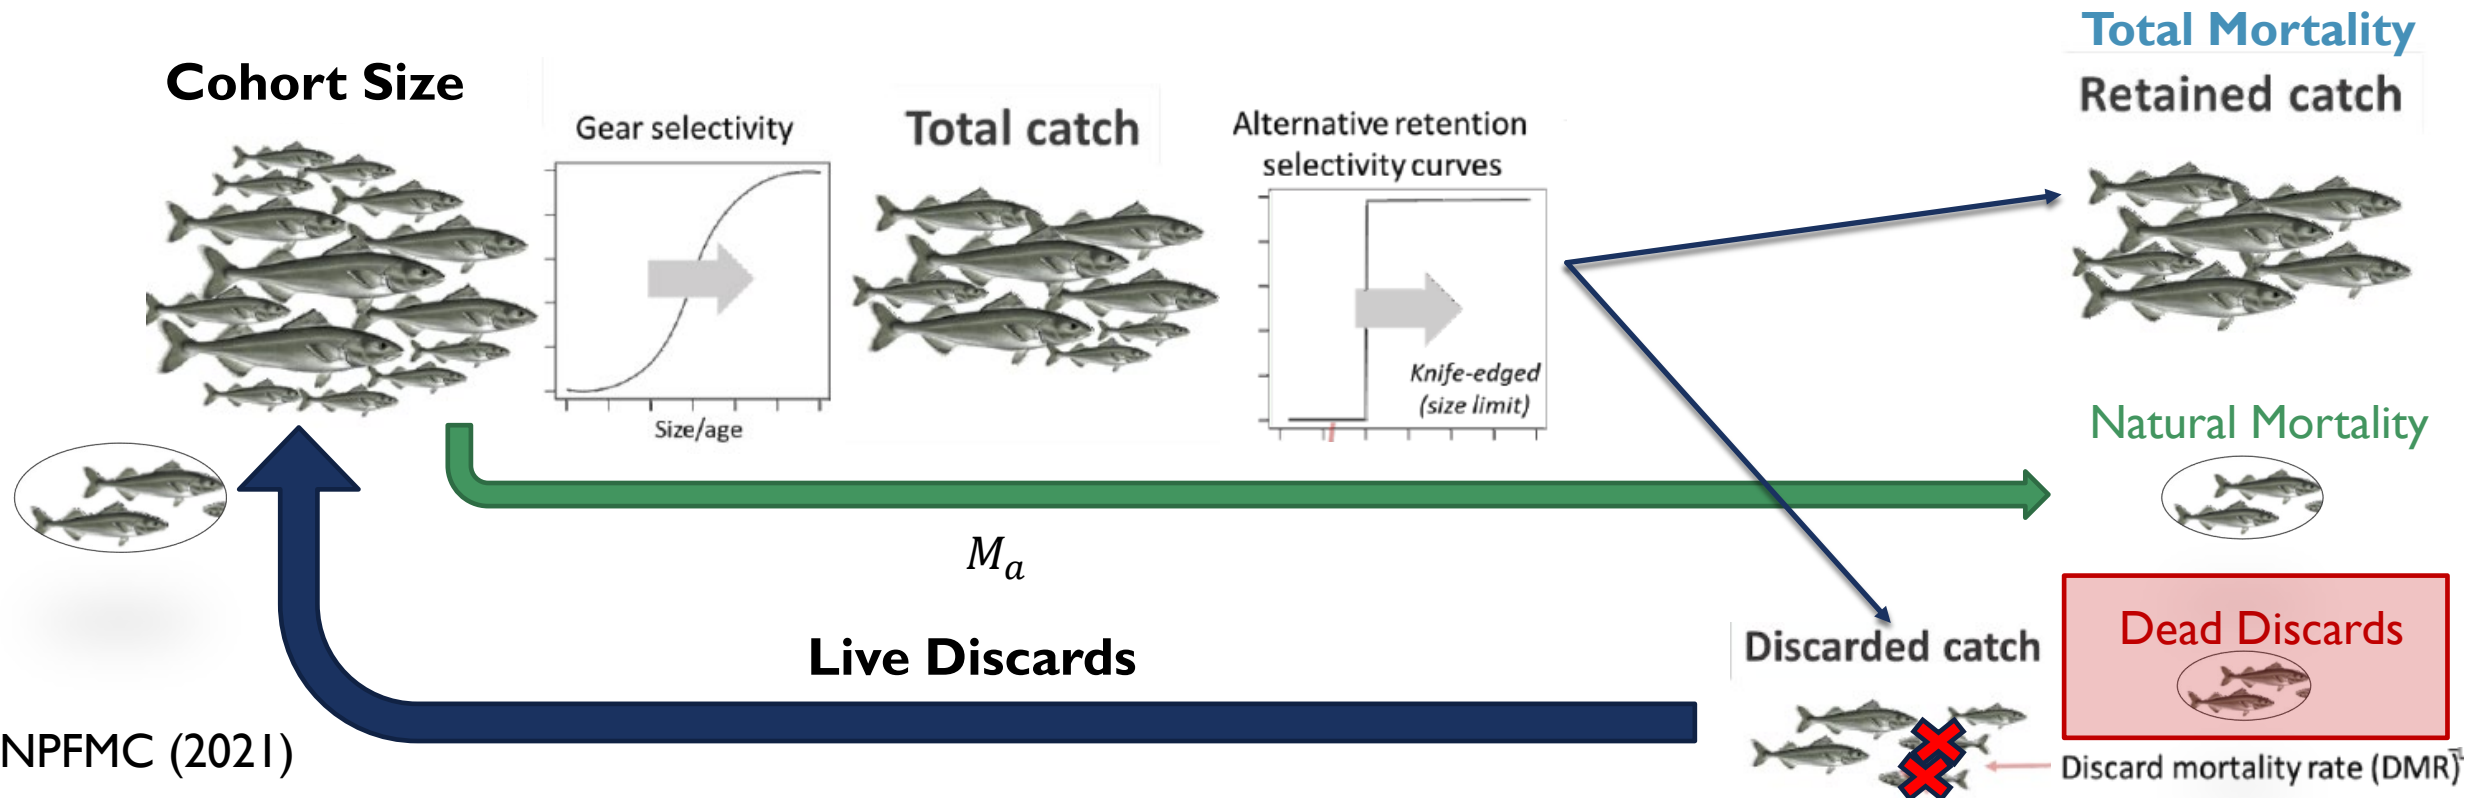 Total Mortality
Cohort Size
Retained catch
Gear selectivity
Total catch
Alternative retention
selectivity curves
Knife-edged
(size limit)
Size/age
Natural Mortality
Mₐ
Dead Discards
Live Discards
Discarded catch
NPFMC (2021)
Discard mortality rate (DMR)